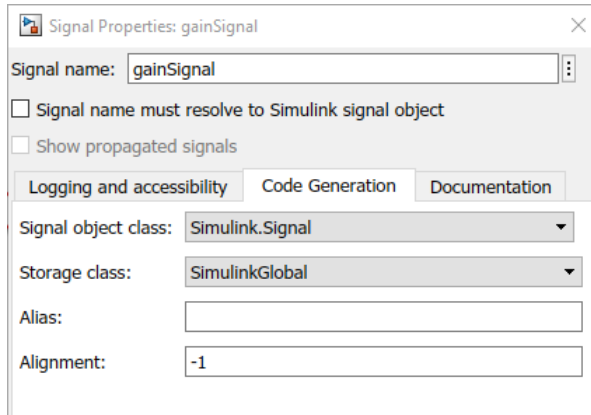 Signal Properties: gainSignal
Signal name: gainSignal
Signal name must resolve to Simulink signal object
Show propagated signals
Logging and accessibility Code Generation Documentation
Signal object class: Simulink.Signal
Storage class: SimulinkGlobal
Alias:
Alignment: -1